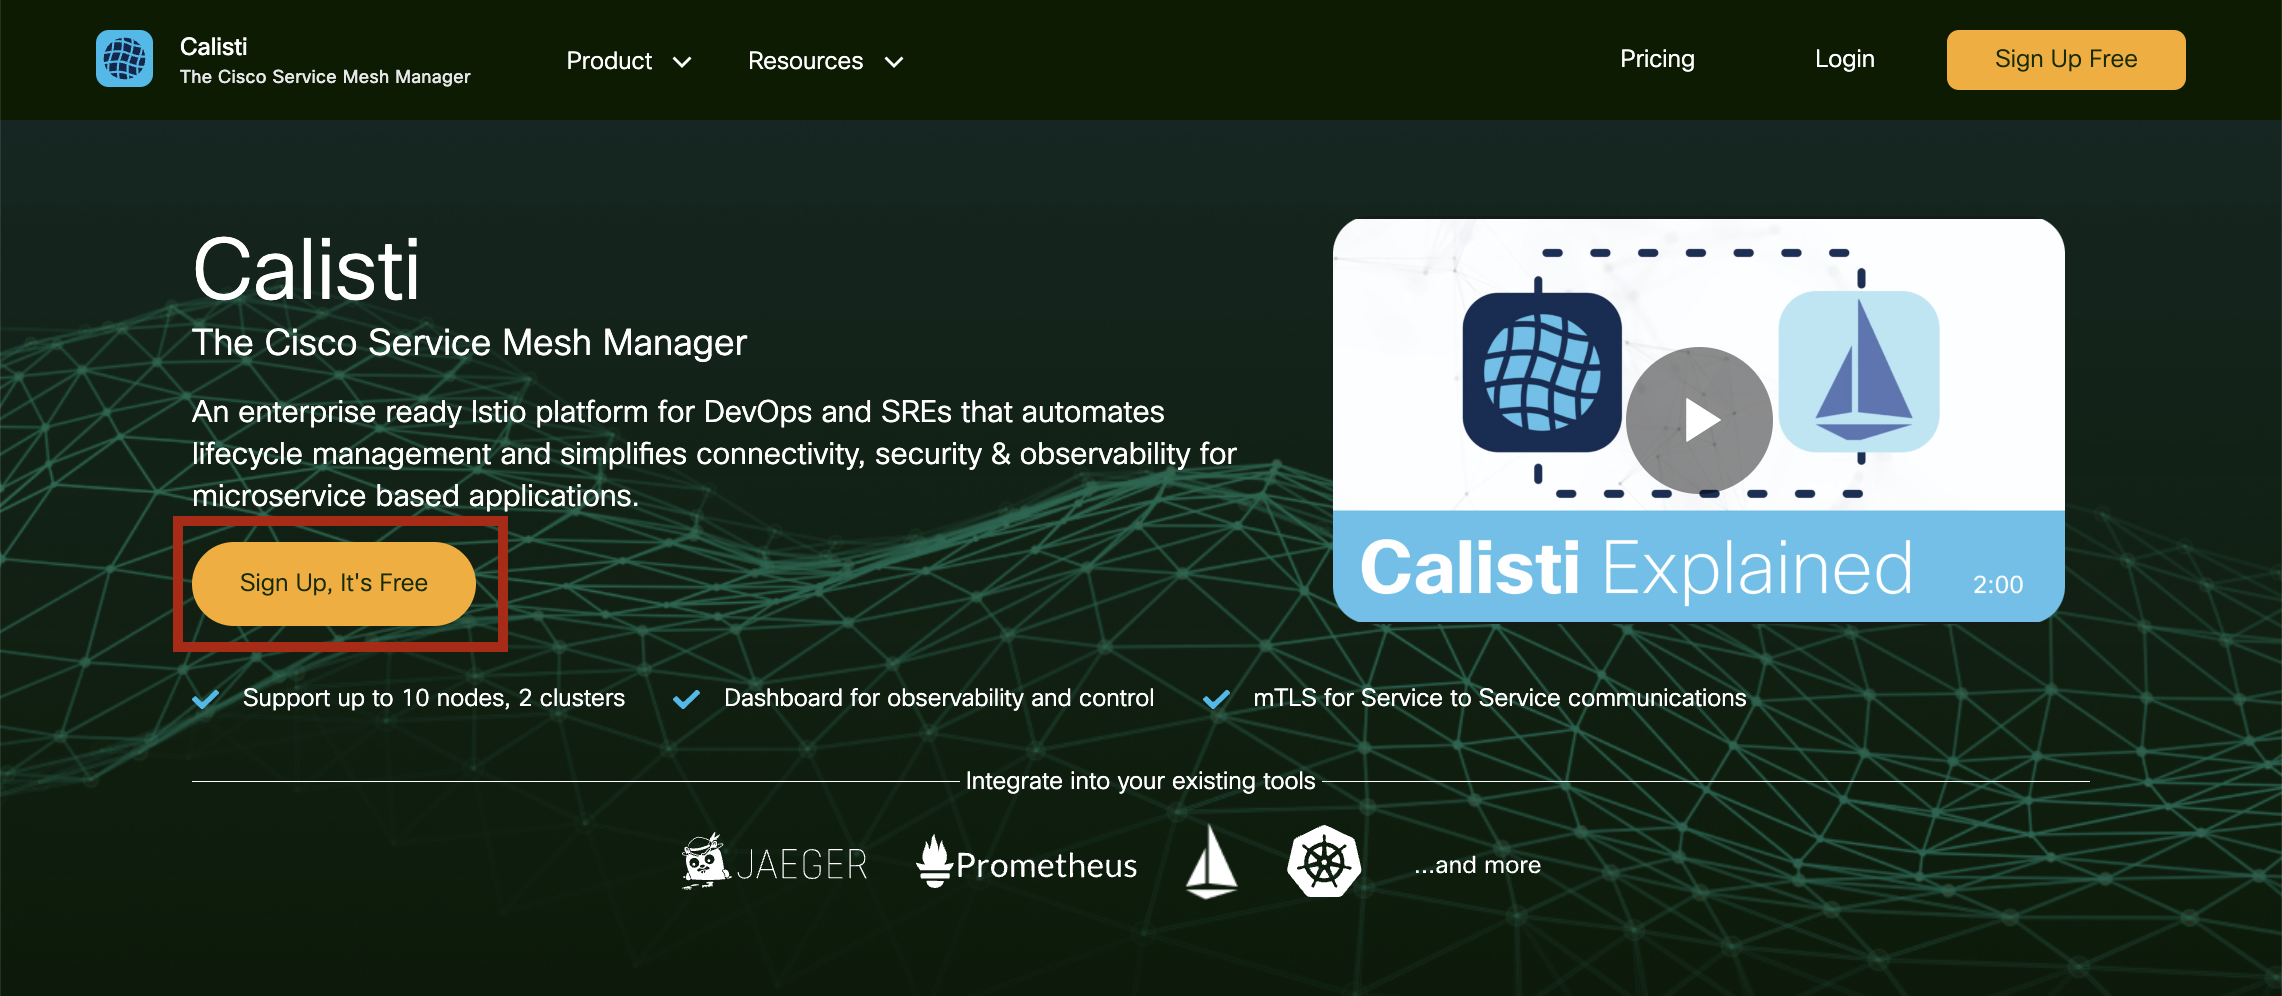 Calisti
The Cisco Service Mesh Manager
Product
Resources
Pricing
Login
Sign Up Free
Calisti
The Cisco Service Mesh Manager
An enterprise ready Istio platform for DevOps and SREs that automates
lifecycle management and simplifies connectivity, security & observability for
microservice based applications.
Sign Up, It's Free
Calisti Explained 2:00
Support up to 10 nodes, 2 clusters
Dashboard for observability and control
mTLS for Service to Service communications
Integrate into your existing tools
JAEGER
Prometheus
...and more